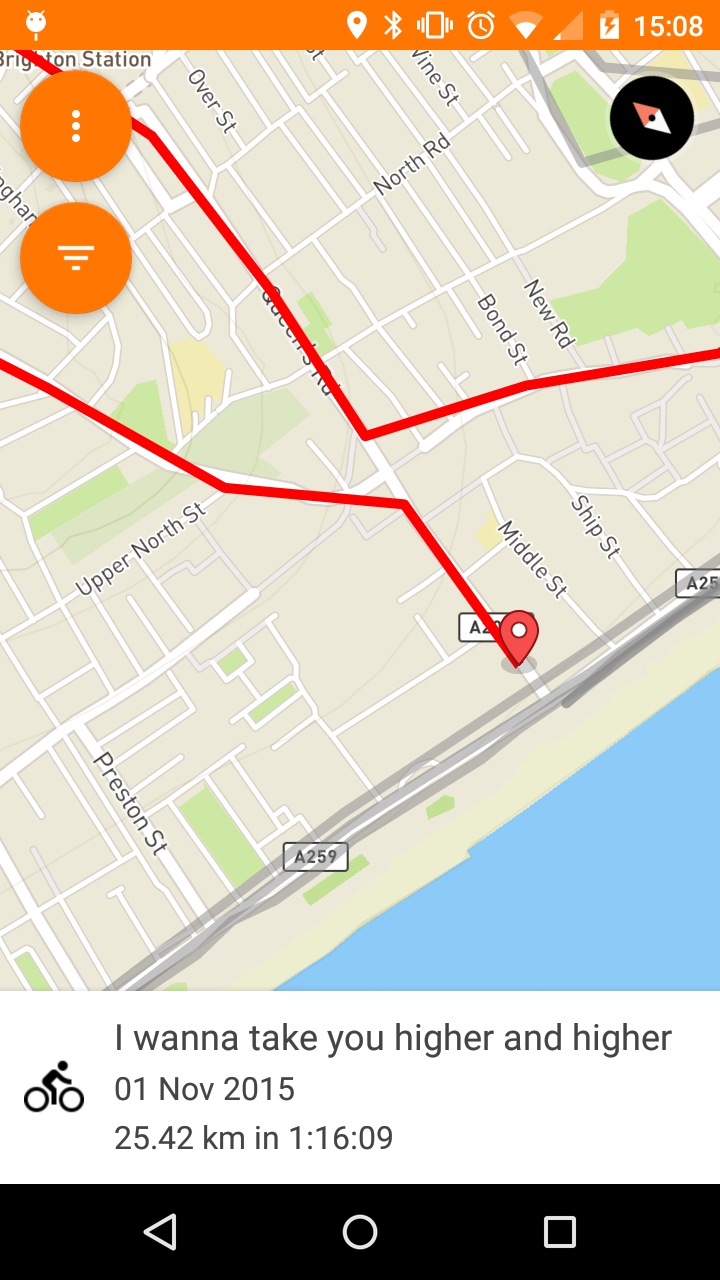 15:08
Brighton Station
Over St
Vine St
North Rd
Queen's Rd
New Rd
Bond St
Upper North St
Ship St
Middle St
A259
Preston St
I wanna take you higher and higher
01 Nov 2015
25.42 km in 1:16:09